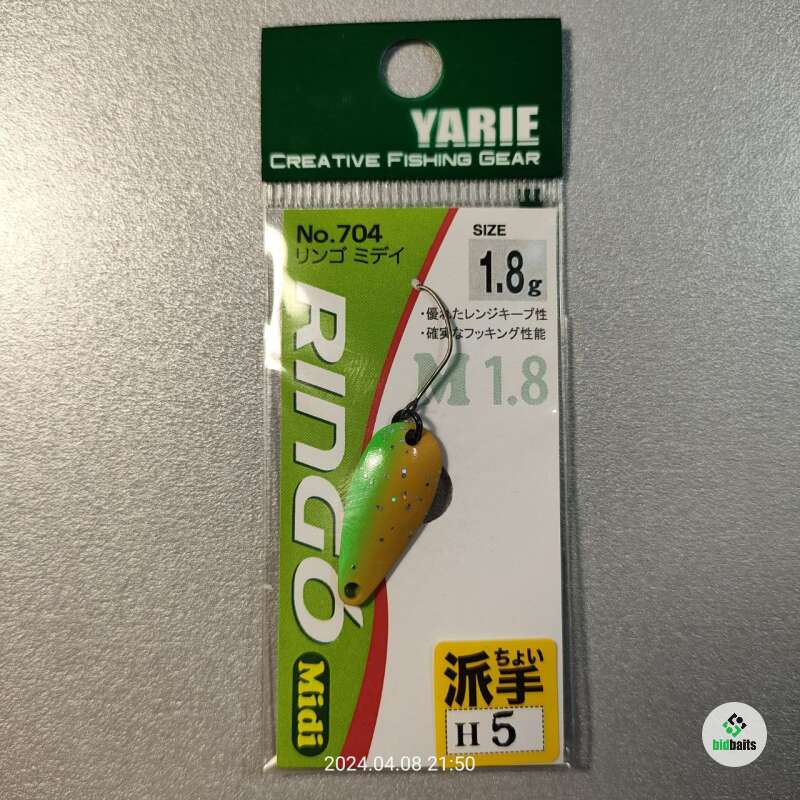 YARIE
CREATIVE FISHING GEAR
No.704
リンゴ ミデイ
SIZE
1.8g
・優れたレンジキープ性
・確実なフッキング性能
M 1.8
RINGO
Midi
ちょい
派手
H 5
2024.04.08 21:50
bidbaits